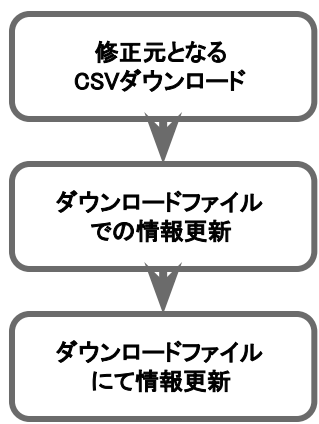 修正元となる
CSVダウンロード
ダウンロードファイル
での情報更新
ダウンロードファイル
にて情報更新